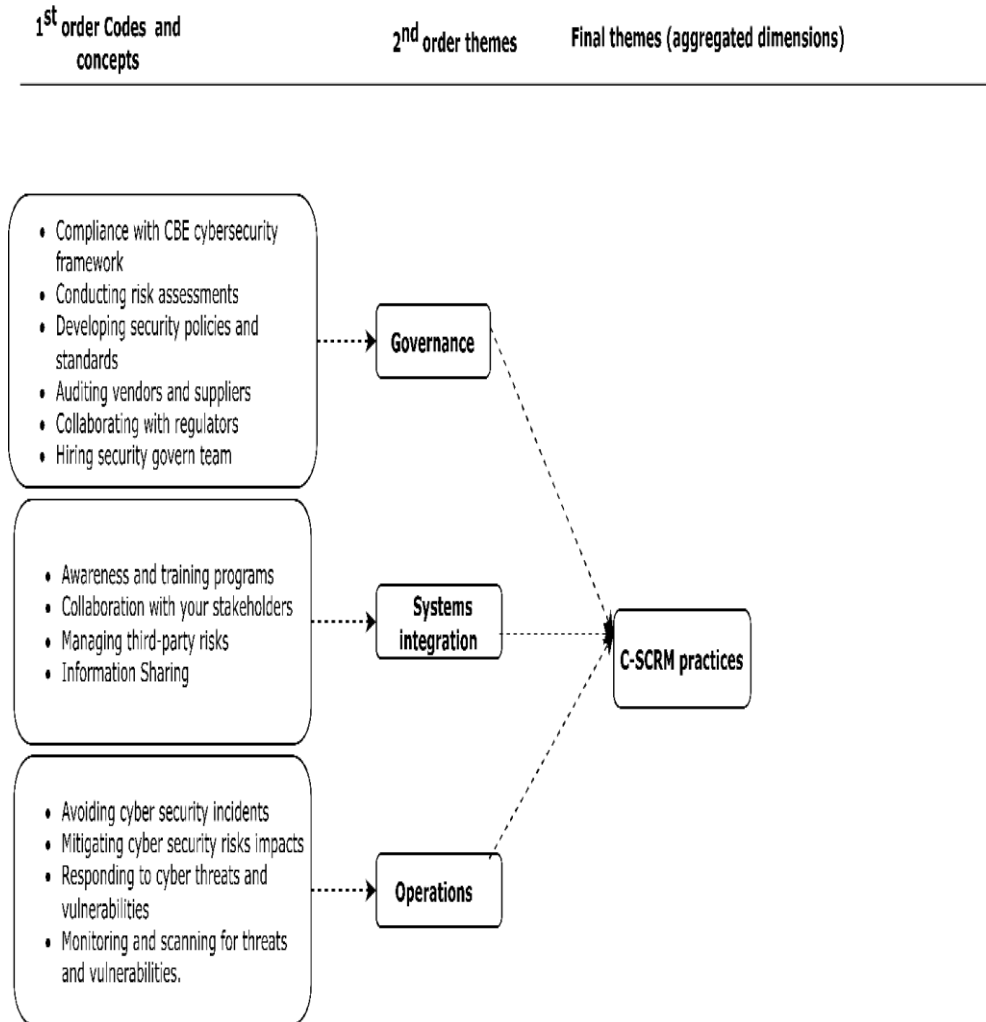 1st order Codes and
concepts
2nd order themes
Final themes (aggregated dimensions)
• Compliance with CBE cybersecurity
framework
• Conducting risk assessments
• Developing security policies and
standards
• Auditing vendors and suppliers
• Collaborating with regulators
• Hiring security govern team
Governance
• Awareness and training programs
• Collaboration with your stakeholders
• Managing third-party risks
• Information Sharing
Systems
integration
C-SCRM practices
• Avoiding cyber security incidents
• Mitigating cyber security risks impacts
• Responding to cyber threats and
vulnerabilities
• Monitoring and scanning for threats
and vulnerabilities.
Operations